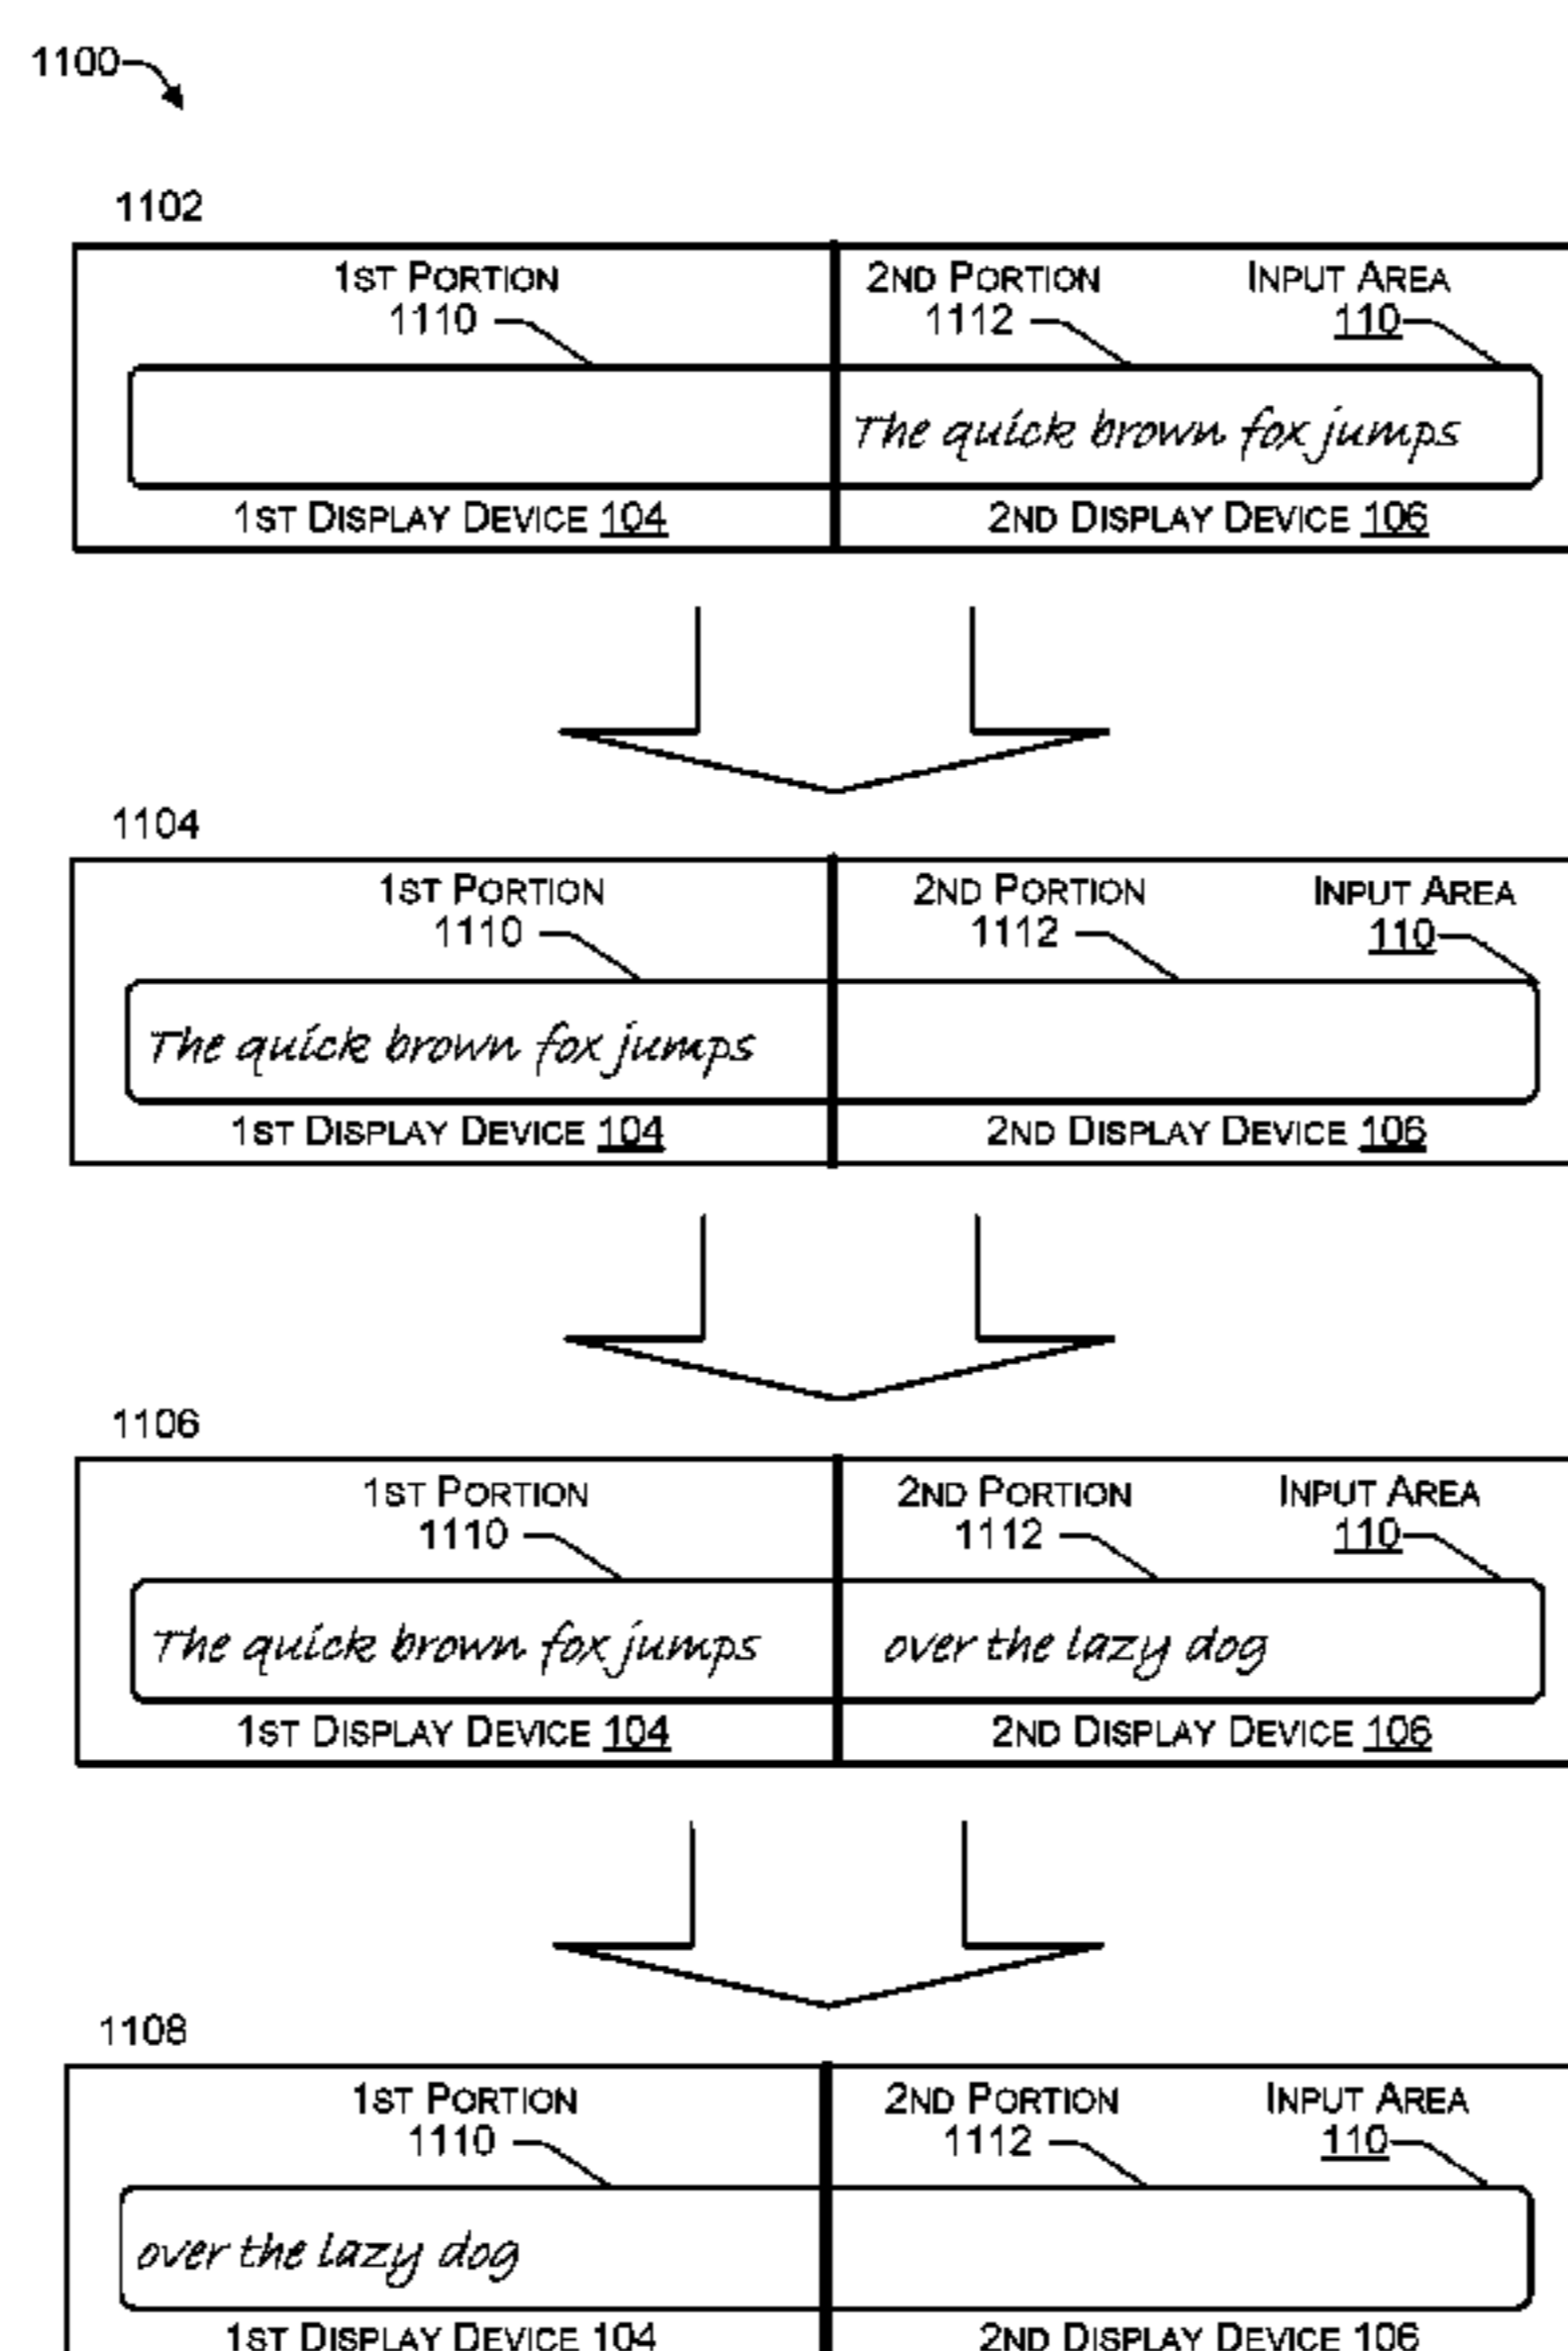 1100
1102
1ST PORTION 2ND PORTION INPUT AREA
1110 1112 110
The quick brown fox jumps
1ST DISPLAY DEVICE 104 2ND DISPLAY DEVICE 106
1104
1ST PORTION 2ND PORTION INPUT AREA
1110 1112 110
The quick brown fox jumps
1ST DISPLAY DEVICE 104 2ND DISPLAY DEVICE 106
1106
1ST PORTION 2ND PORTION INPUT AREA
1110 1112 110
The quick brown fox jumps over the lazy dog
1ST DISPLAY DEVICE 104 2ND DISPLAY DEVICE 106
1108
1ST PORTION 2ND PORTION INPUT AREA
1110 1112 110
over the lazy dog
1ST DISPLAY DEVICE 104 2ND DISPLAY DEVICE 106